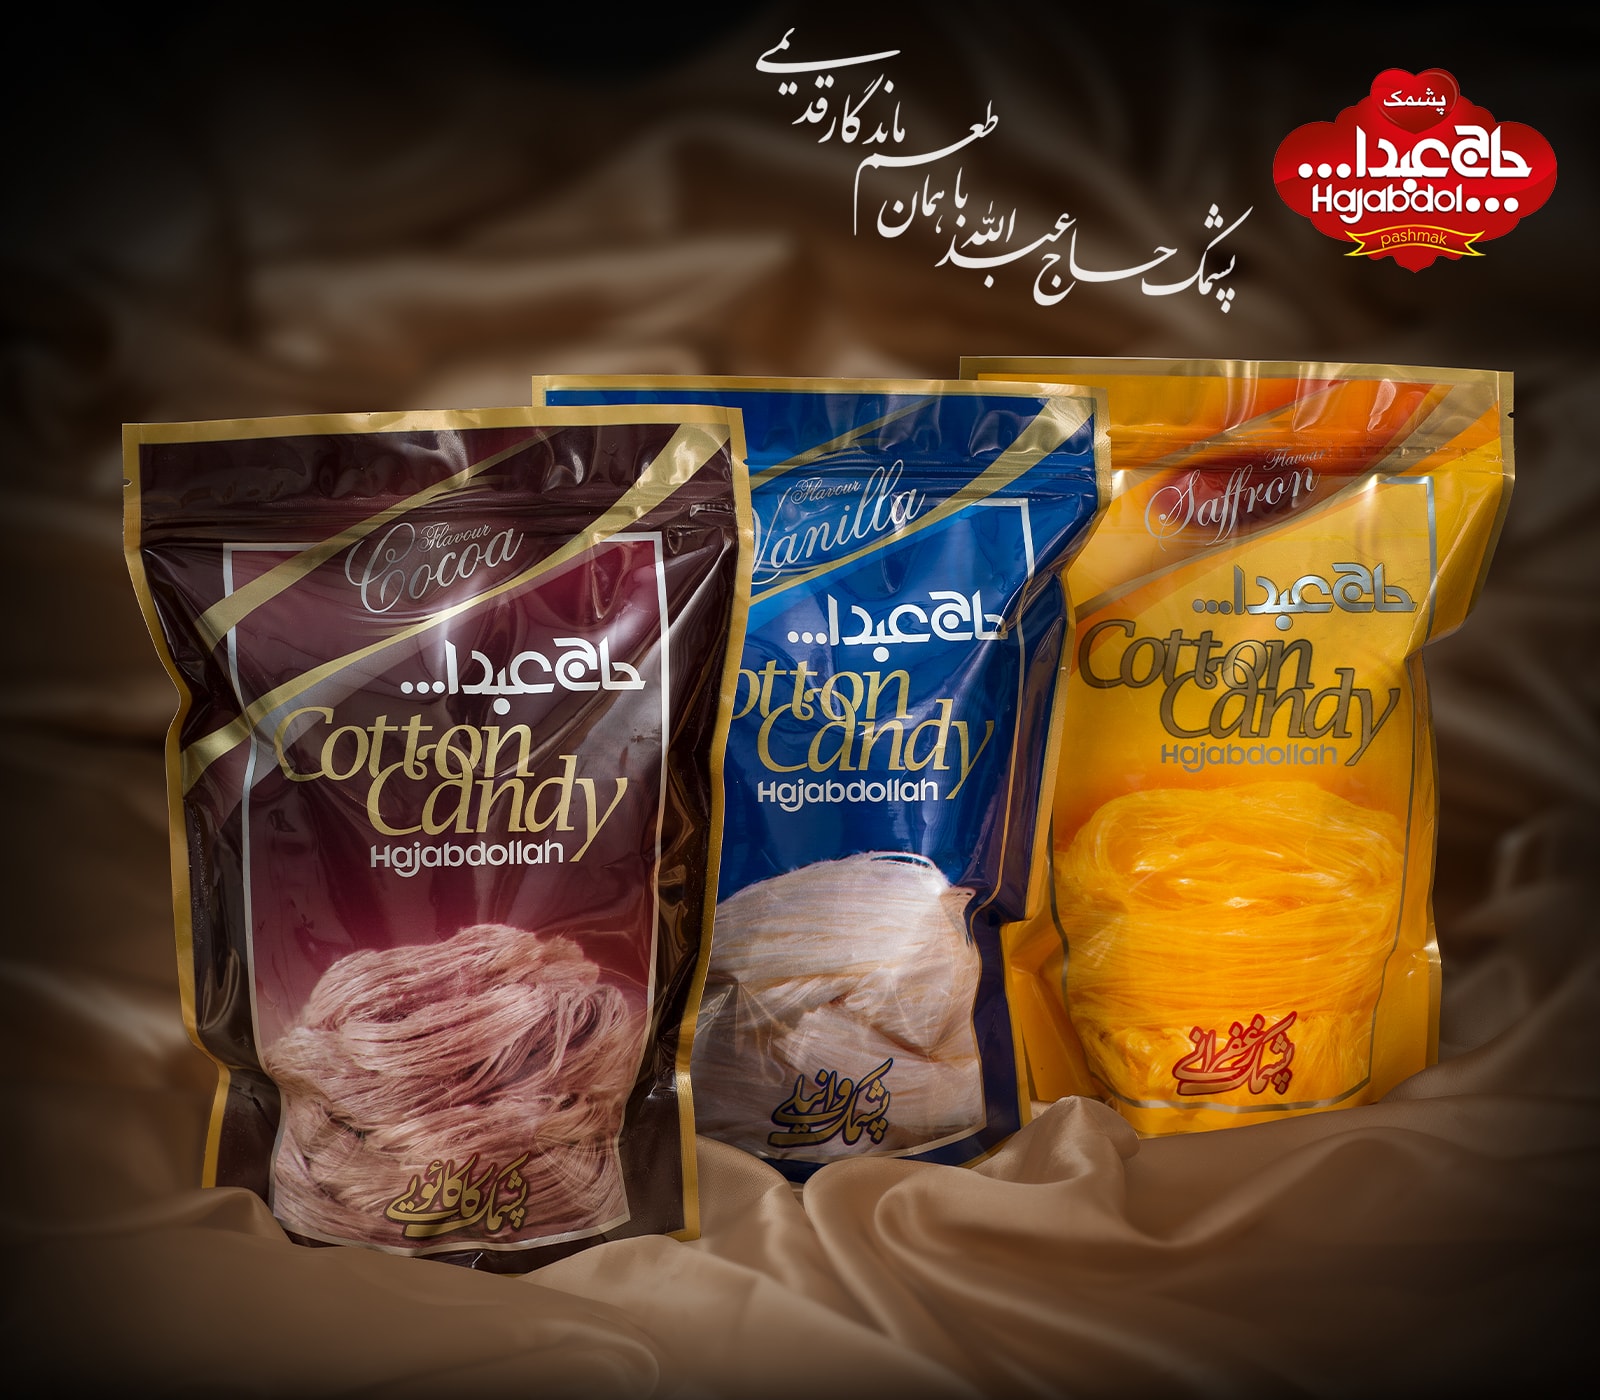 پشمک حاج عبدالله با همان طعم ماندگار قدیمی
پشمک
حاج عبدا...
Hajabdol...
pashmak
Flavour
Cocoa
حاج عبدا...
Cotton
Candy
Hajabdollah
پشمک کاکائویی
Flavour
Vanilla
حاج عبدا...
otton
Candy
Hajabdollah
پشمک وانیلی
Flavour
Saffron
حاج عبدا...
Cotton
Candy
Hajabdollah
پشمک زعفرانی